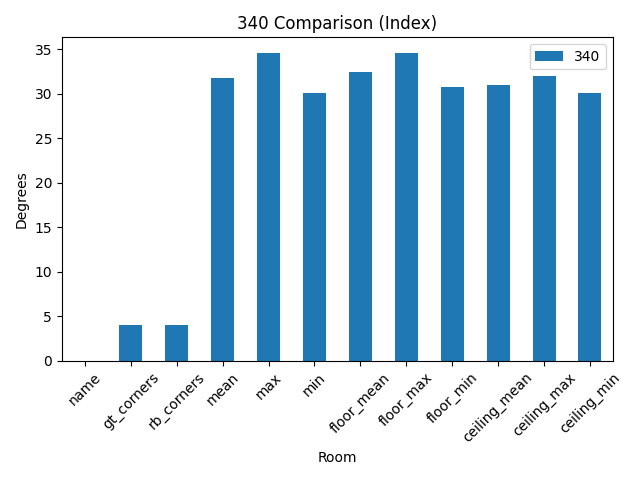 340 Comparison (Index)
340
Degrees
35
30
25
20
15
10
5
0
name
gt_corners
rb_corners
mean
max
min
floor_mean
floor_max
floor_min
ceiling_mean
ceiling_max
ceiling_min
Room